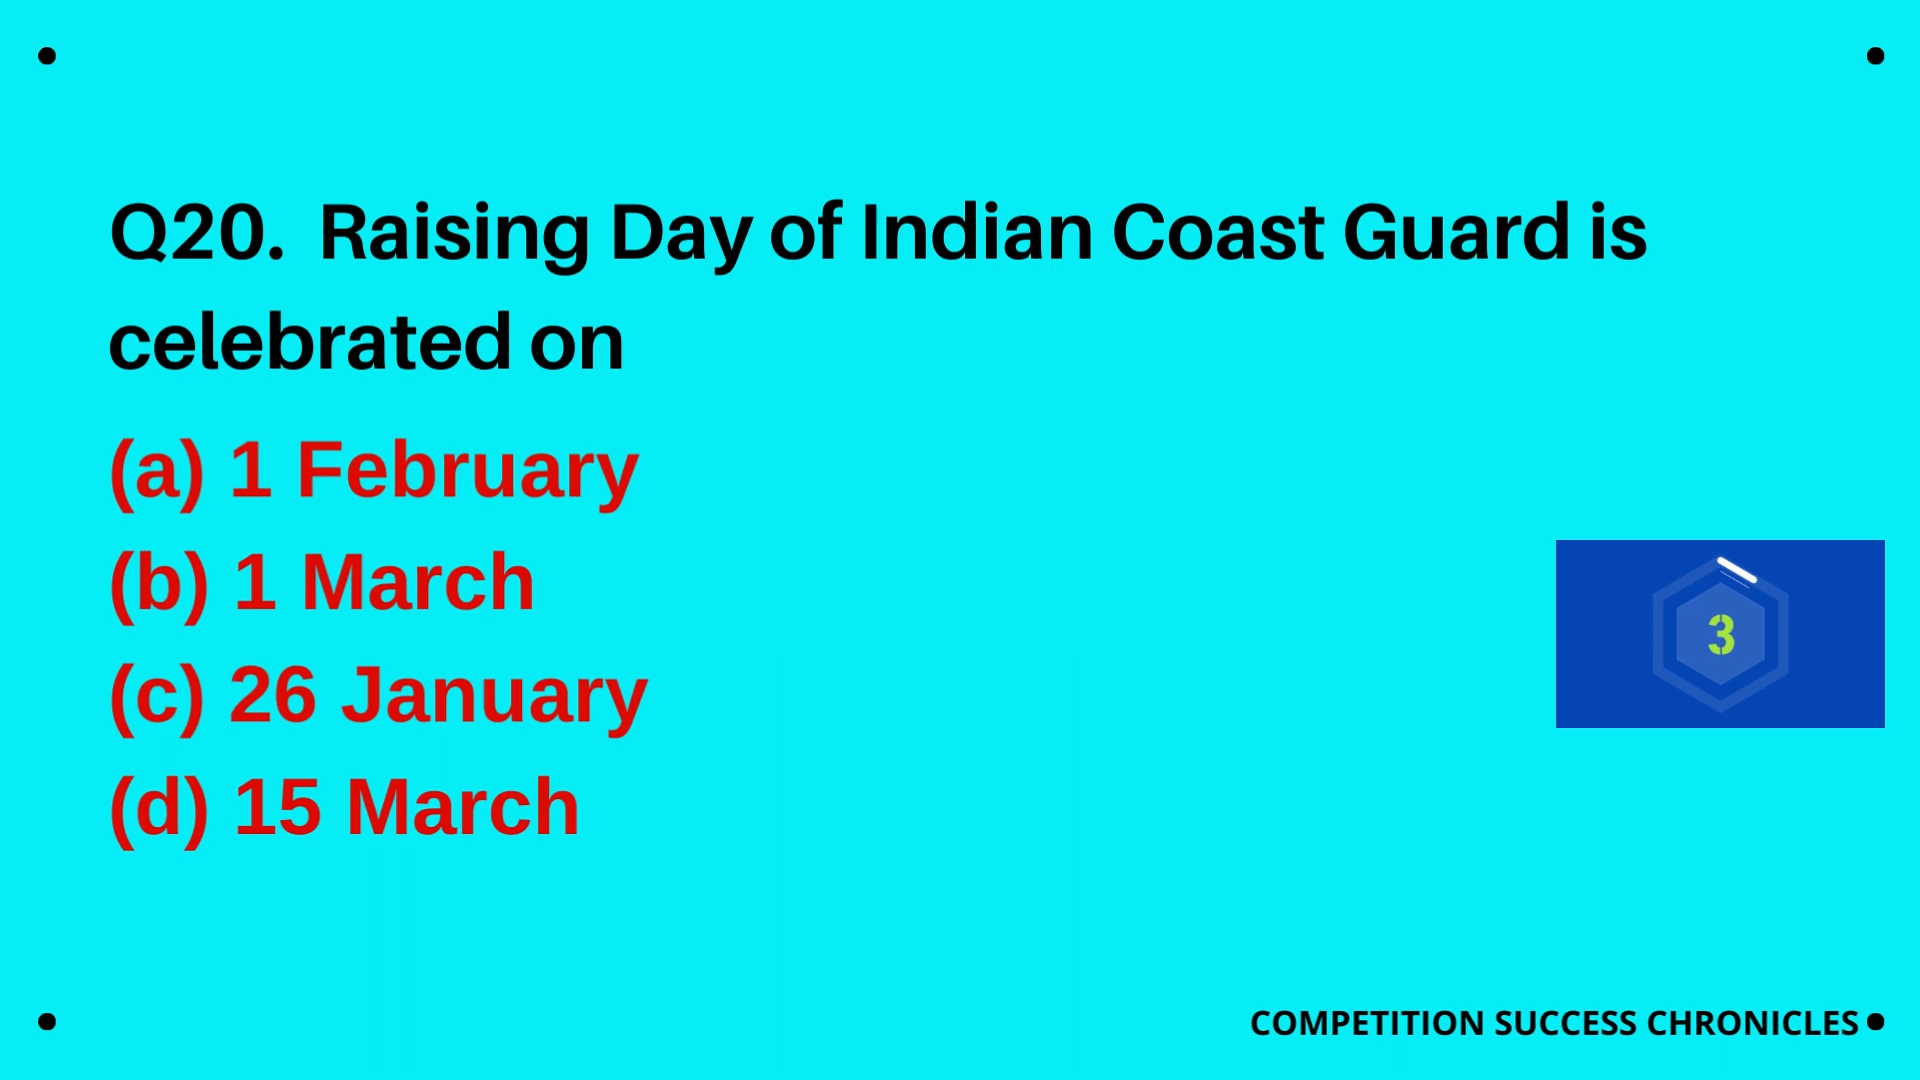 Q20.  Raising Day of Indian Coast Guard is
celebrated on
(a) 1 February
(b) 1 March
(c) 26 January
(d) 15 March
3
COMPETITION SUCCESS CHRONICLES